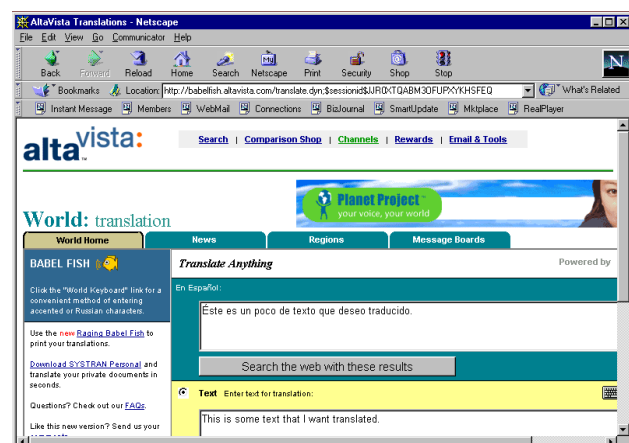 AltaVista Translations - Netscape
File Edit View Go Communicator Help
Back Forward Reload Home Search Netscape Print Security Shop Stop
Bookmarks Location: http://babelfish.altavista.com/translate.dyn;$sessionid$JJR0XTQABM3OFUPXYKHSFEQ What's Related
Instant Message Members WebMail Connections BizJournal SmartUpdate Mktplace RealPlayer
altavista:
Search | Comparison Shop | Channels | Rewards | Email & Tools
Planet Project
your voice, your world
World: translation
World Home News Regions Message Boards
BABEL FISH
Translate Anything
Powered by
Click the "World Keyboard" link for a
convenient method of entering
accented or Russian characters.
En Español:
Éste es un poco de texto que deseo traducido.
Use the new Raging Babel Fish to
print your translations.
Download SYSTRAN Personal and
translate your private documents in
seconds.
Search the web with these results
Questions? Check out our FAQs.
Text Enter text for translation:
Like this new version? Send us your
This is some text that I want translated.